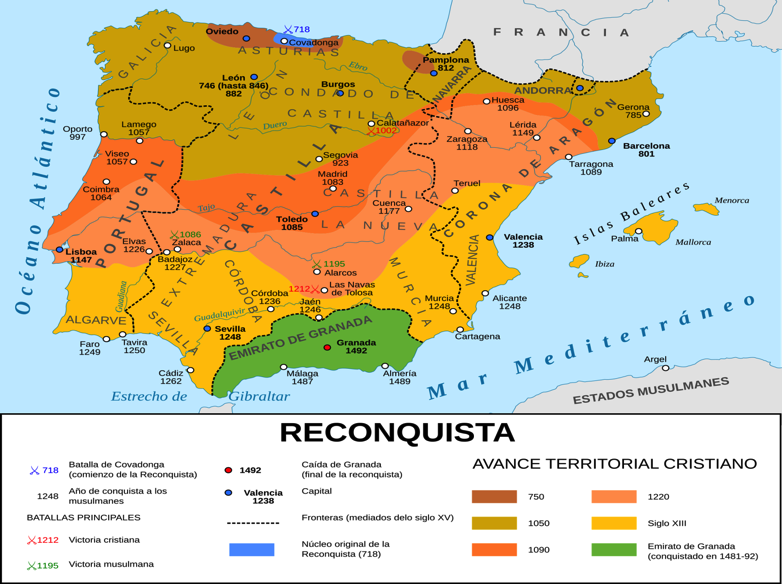 FRANCIA
Oviedo
718
Covadonga
ASTURIAS
GALICIA
Lugo
Pamplona
812
NAVARRA
Ebro
León
746 (hasta 846)
882
LEÓN
Burgos
CONDADO DE
CASTILLA
ANDORRA
Huesca
1096
Gerona
785
Duero
Calatañazor
1002
Oporto
997
Lamego
1057
Zaragoza
1118
Lérida
1149
Barcelona
801
Viseo
1057
Segovia
923
Tarragona
1089
CORONA DE ARAGÓN
Madrid
1083
Coimbra
1064
PORTUGAL
CASTILLA
Teruel
Tajo
CASTILLA
LA NUEVA
Cuenca
1177
Toledo
1085
EXTREMADURA
1086
Zalaca
Elvas
1226
Badajoz
1227
Lisboa
1147
Valencia
1238
VALENCIA
Islas Baleares
Menorca
Palma
Mallorca
Ibiza
Océano Atlántico
1195
Alarcos
Guadiana
CÓRDOBA
MURCIA
1212
Las Navas
de Tolosa
Córdoba
1236
Jaén
1246
Murcia
1248
Alicante
1248
ALGARVE
Guadalquivir
SEVILLA
Sevilla
1248
EMIRATO DE GRANADA
Granada
1492
Cartagena
Faro
1249
Tavira
1250
Cádiz
1262
Málaga
1487
Almería
1489
Mar Mediterráneo
Argel
ESTADOS MUSULMANES
Estrecho de Gibraltar
RECONQUISTA
718
Batalla de Covadonga
(comienzo de la Reconquista)
1248
Año de conquista a los
musulmanes
BATALLAS PRINCIPALES
1212
Victoria cristiana
1195
Victoria musulmana
1492
Caída de Granada
(final de la reconquista)
Valencia
1238
Capital
Fronteras (mediados delo siglo XV)
Núcleo original de la
Reconquista (718)
AVANCE TERRITORIAL CRISTIANO
750
1050
1090
1220
Siglo XIII
Emirato de Granada
(conquistado en 1481-92)